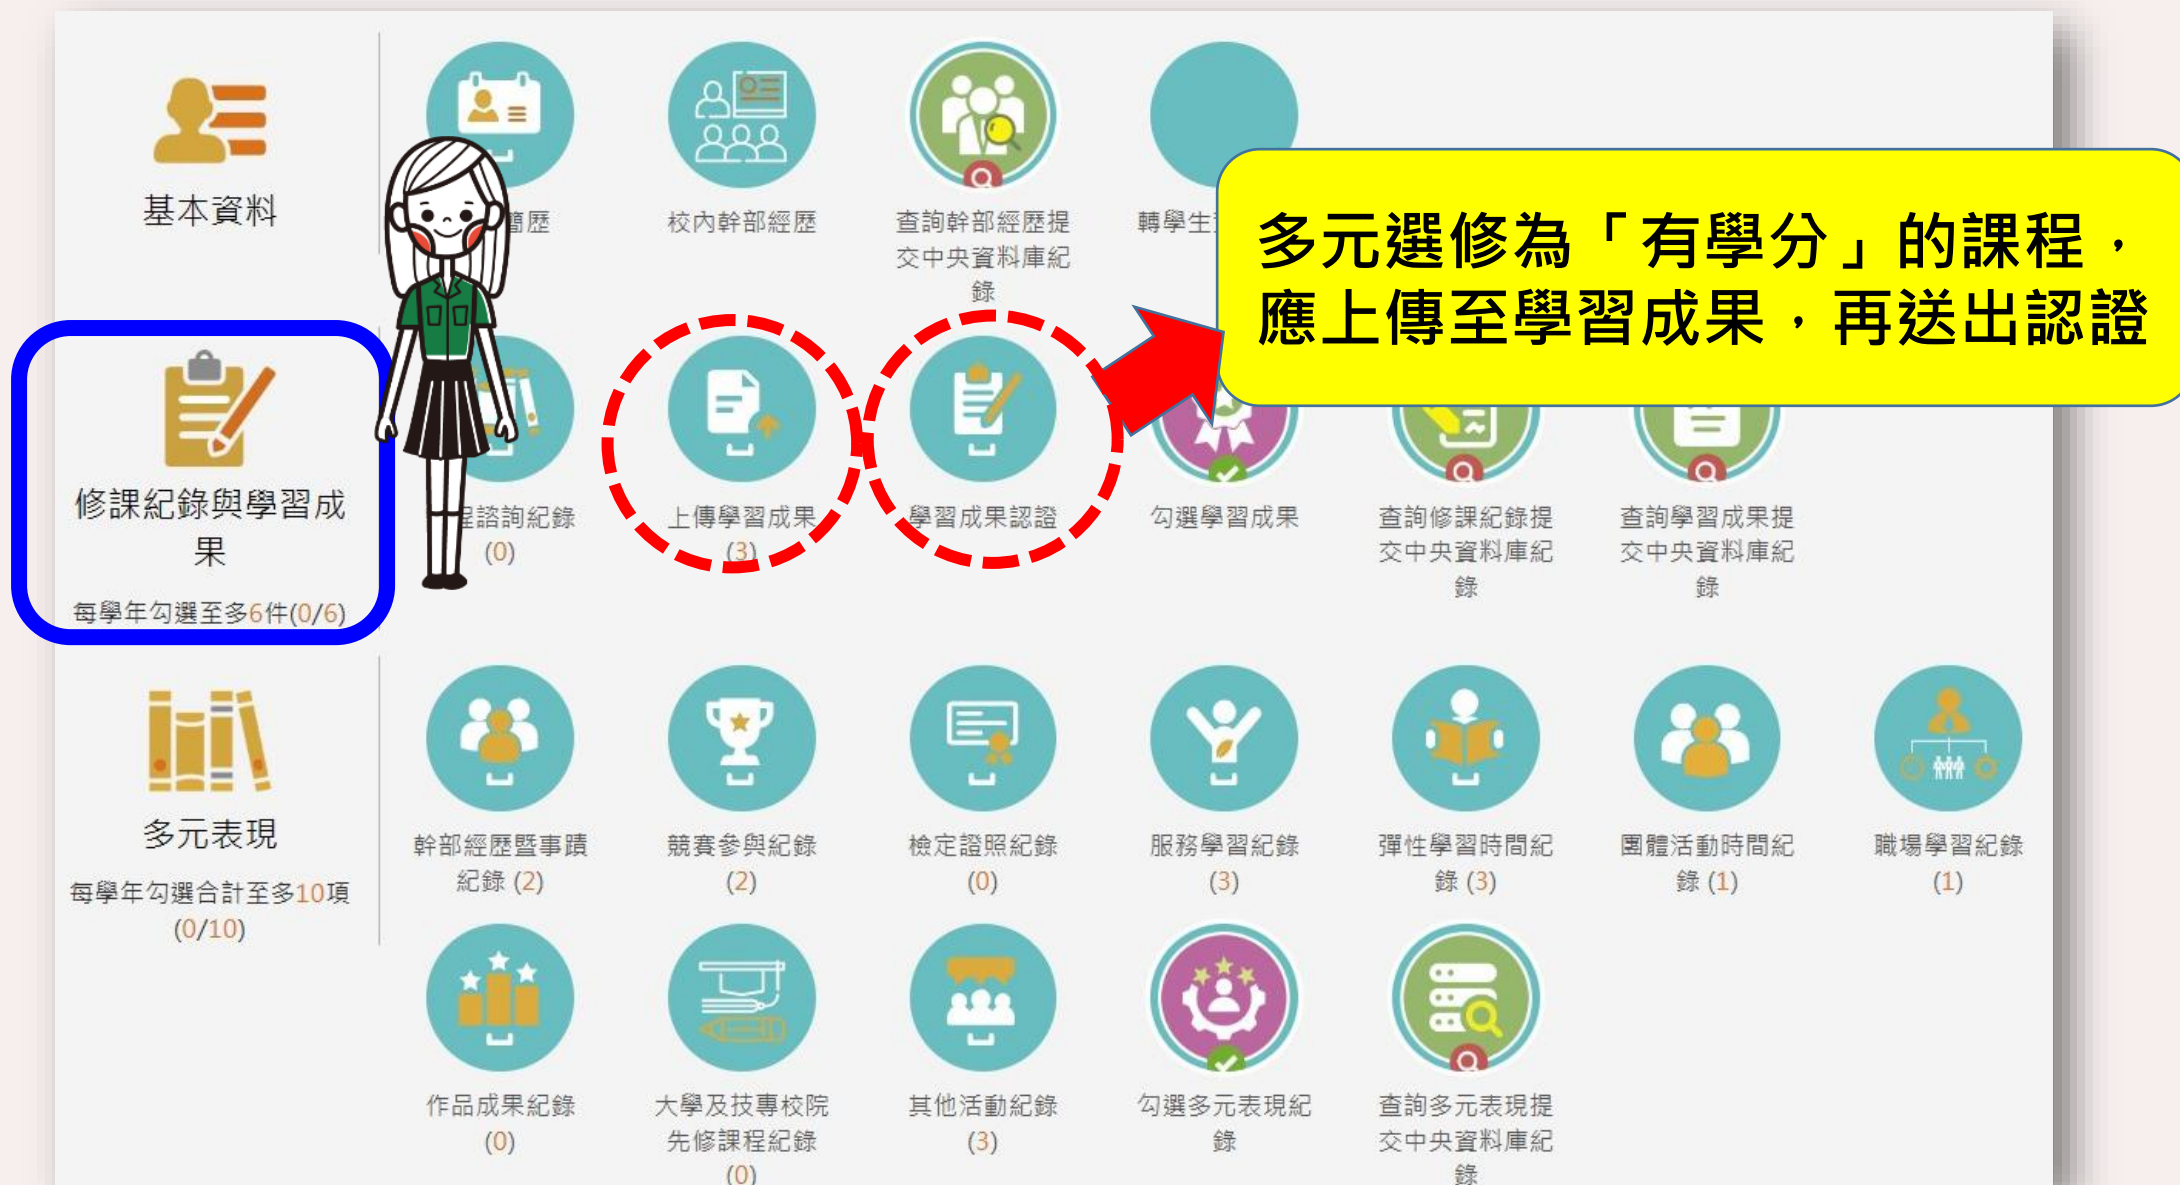 基本資料
簡歷
校內幹部經歷
查詢幹部經歷提
交中央資料庫紀
錄
轉學生
多元選修為「有學分」的課程，
應上傳至學習成果，再送出認證
修課紀錄與學習成
果
每學年勾選至多6件(0/6)
程諮詢紀錄
(0)
上傳學習成果
(3)
學習成果認證
勾選學習成果
查詢修課紀錄提
交中央資料庫紀
錄
查詢學習成果提
交中央資料庫紀
錄
多元表現
每學年勾選合計至多10項
(0/10)
幹部經歷暨事蹟
紀錄 (2)
競賽參與紀錄
(2)
檢定證照紀錄
(0)
服務學習紀錄
(3)
彈性學習時間紀
錄 (3)
團體活動時間紀
錄 (1)
職場學習紀錄
(1)
作品成果紀錄
(0)
大學及技專校院
先修課程紀錄
(0)
其他活動紀錄
(3)
勾選多元表現紀
錄
查詢多元表現提
交中央資料庫紀
錄